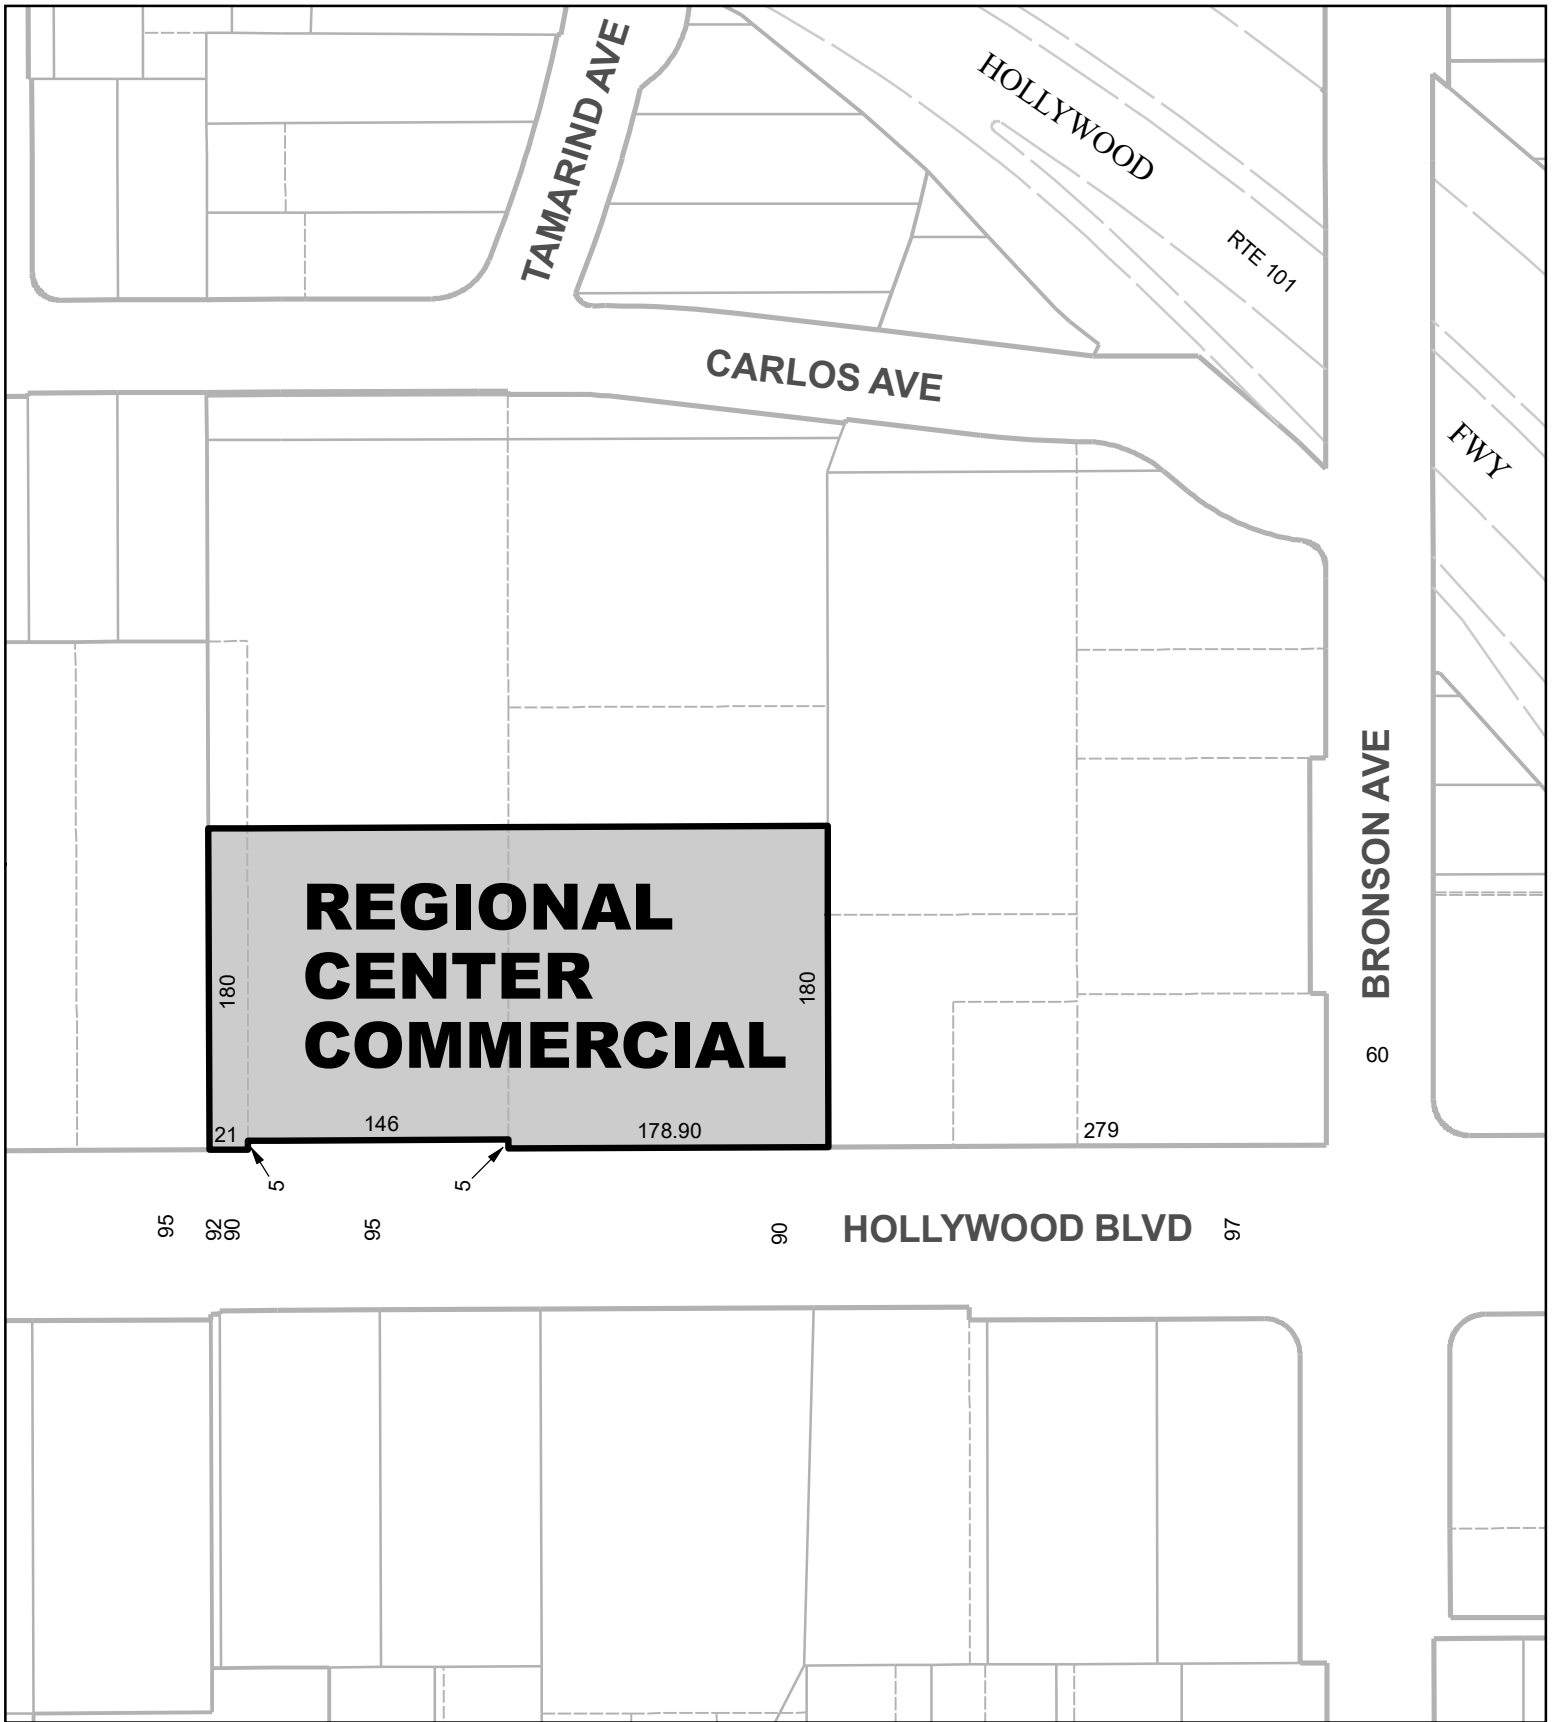 TAMARIND AVE
HOLLYWOOD
RTE 101
CARLOS AVE
FWY
BRONSON AVE
REGIONAL
CENTER
COMMERCIAL
180
180
60
21
146
178.90
279
5
5
95
92
90
95
90
HOLLYWOOD BLVD
97